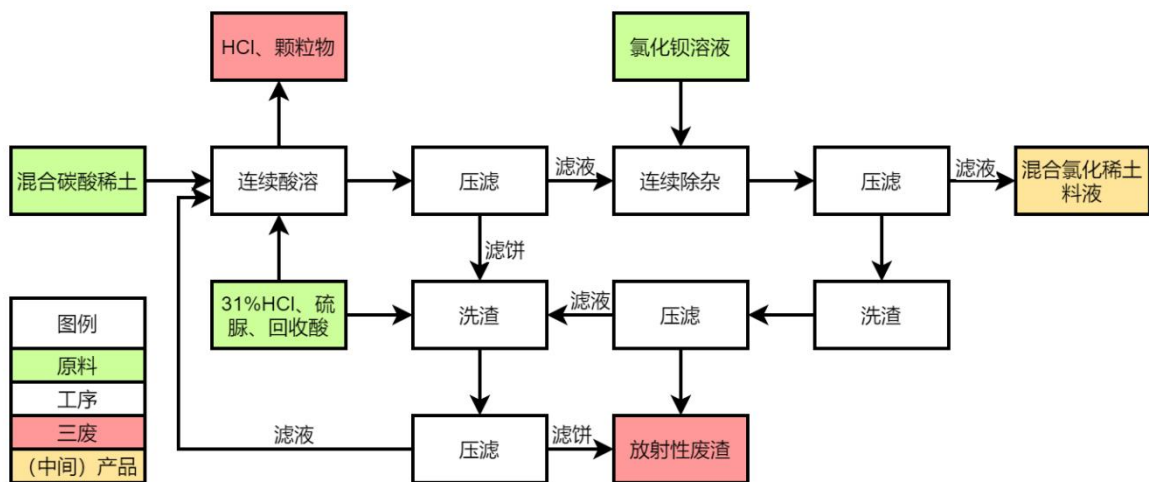 HCl、颗粒物
氯化钡溶液
混合碳酸稀土
连续酸溶
压滤
滤液
连续除杂
压滤
滤液
混合氯化稀土
料液
滤饼
31%HCl、硫
脲、回收酸
洗渣
滤液
压滤
洗渣
图例
原料
工序
三废
（中间）产品
滤液
压滤
滤饼
放射性废渣